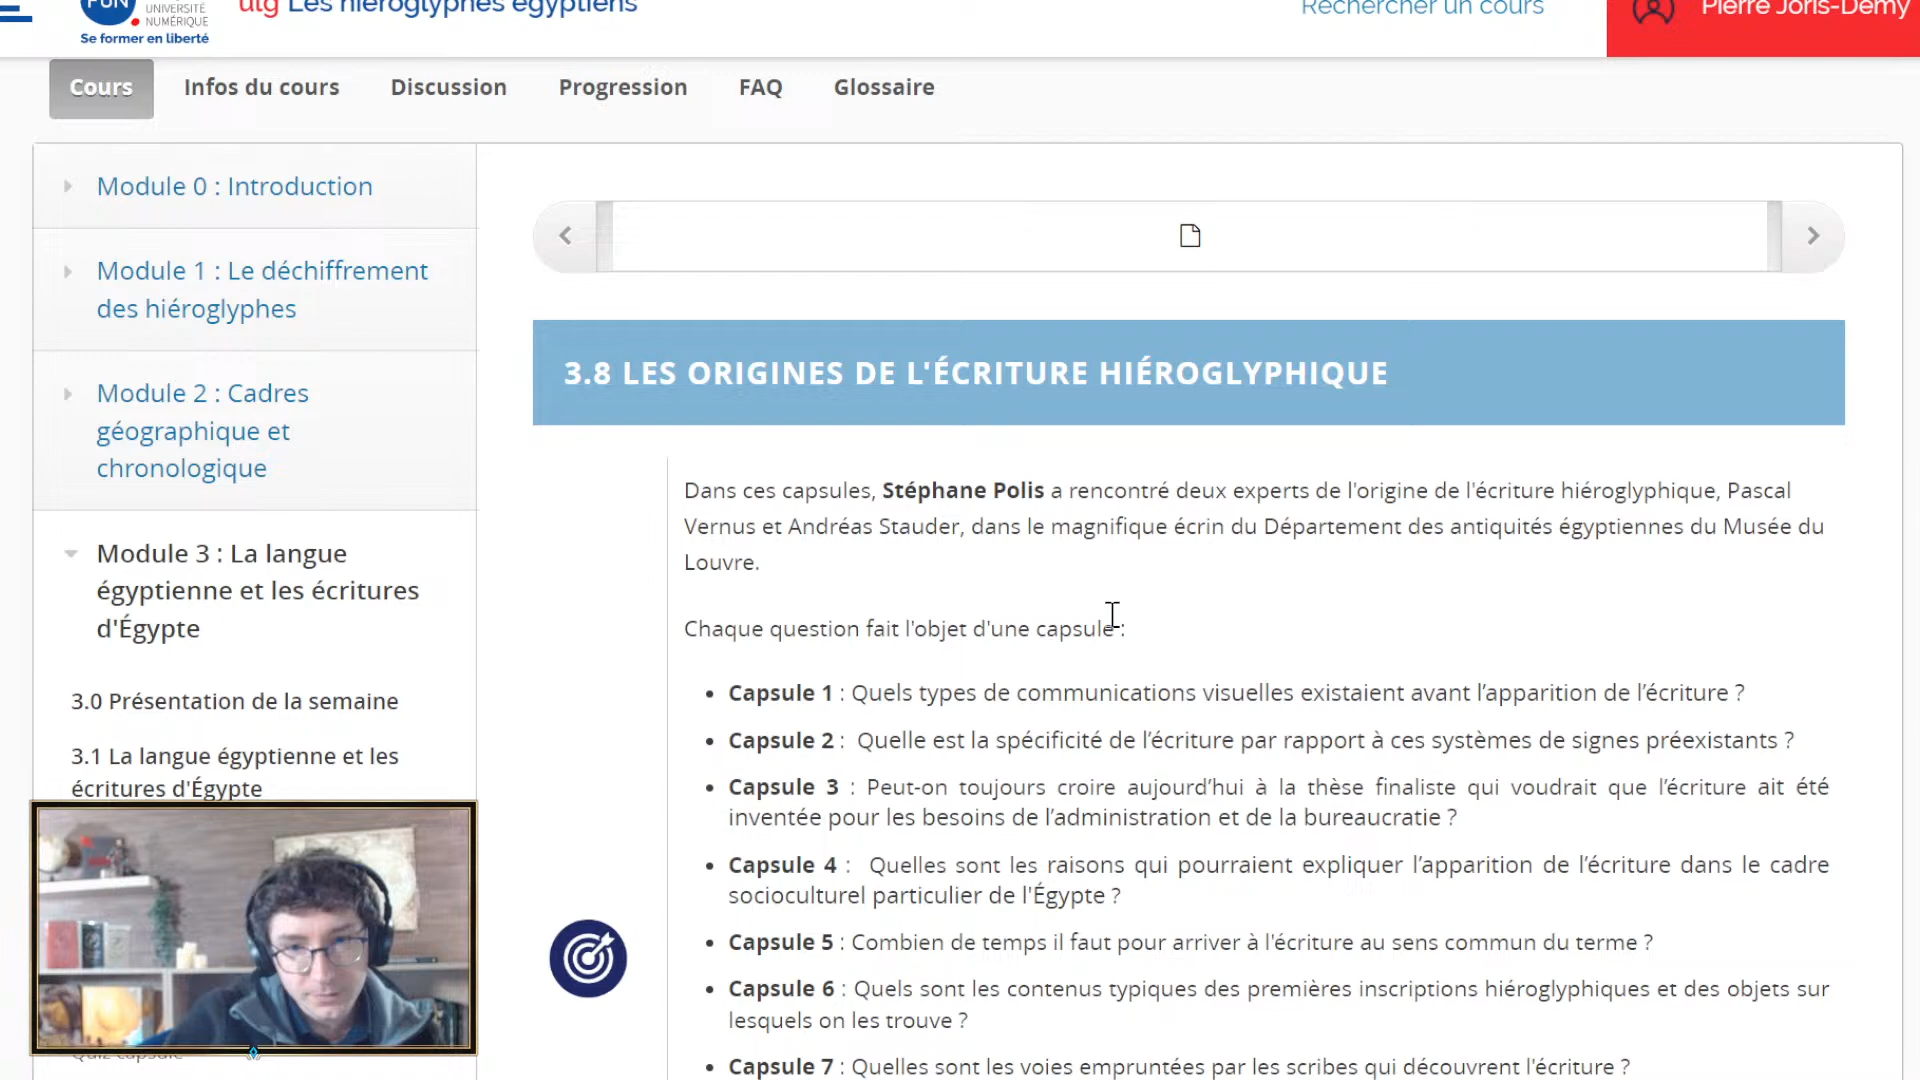 FUN
UNIVERSITÉ
NUMÉRIQUE
Se former en liberté
ulg Les hiéroglyphes égyptiens
Rechercher un cours
Pierre Joris-Demy
Cours
Infos du cours
Discussion
Progression
FAQ
Glossaire
Module 0 : Introduction
Module 1 : Le déchiffrement
des hiéroglyphes
Module 2 : Cadres
géographique et
chronologique
Module 3 : La langue
égyptienne et les écritures
d'Égypte
3.0 Présentation de la semaine
3.1 La langue égyptienne et les
écritures d'Égypte
Quiz capsule
3.8 LES ORIGINES DE L'ÉCRITURE HIÉROGLYPHIQUE
Dans ces capsules, Stéphane Polis a rencontré deux experts de l'origine de l'écriture hiéroglyphique, Pascal
Vernus et Andréas Stauder, dans le magnifique écrin du Département des antiquités égyptiennes du Musée du
Louvre.
Chaque question fait l'objet d'une capsule :
Capsule 1 : Quels types de communications visuelles existaient avant l’apparition de l’écriture ?
Capsule 2 : Quelle est la spécificité de l’écriture par rapport à ces systèmes de signes préexistants ?
Capsule 3 : Peut-on toujours croire aujourd’hui à la thèse finaliste qui voudrait que l’écriture ait été
inventée pour les besoins de l’administration et de la bureaucratie ?
Capsule 4 : Quelles sont les raisons qui pourraient expliquer l’apparition de l’écriture dans le cadre
socioculturel particulier de l'Égypte ?
Capsule 5 : Combien de temps il faut pour arriver à l'écriture au sens commun du terme ?
Capsule 6 : Quels sont les contenus typiques des premières inscriptions hiéroglyphiques et des objets sur
lesquels on les trouve ?
Capsule 7 : Quelles sont les voies empruntées par les scribes qui découvrent l'écriture ?